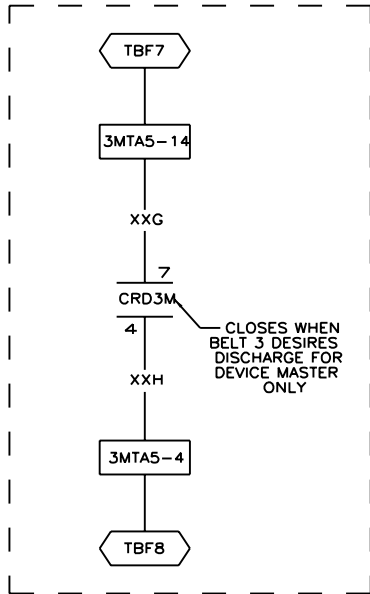 TBF7
3MTA5-14
XXG
7
CRD3M
4
CLOSES WHEN
BELT 3 DESIRES
DISCHARGE FOR
DEVICE MASTER
ONLY
XXH
3MTA5-4
TBF8